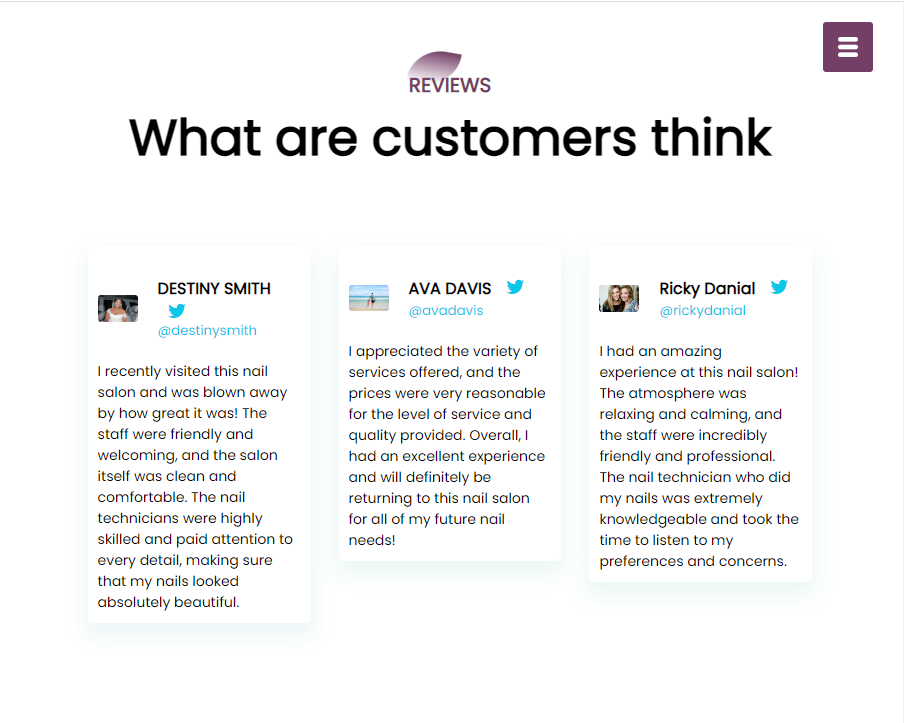 REVIEWS
What are customers think
DESTINY SMITH
@destinysmith
I recently visited this nail
salon and was blown away
by how great it was! The
staff were friendly and
welcoming, and the salon
itself was clean and
comfortable. The nail
technicians were highly
skilled and paid attention to
every detail, making sure
that my nails looked
absolutely beautiful.
AVA DAVIS
@avadavis
I appreciated the variety of
services offered, and the
prices were very reasonable
for the level of service and
quality provided. Overall, I
had an excellent experience
and will definitely be
returning to this nail salon
for all of my future nail
needs!
Ricky Danial
@rickydanial
I had an amazing
experience at this nail salon!
The atmosphere was
relaxing and calming, and
the staff were incredibly
friendly and professional.
The nail technician who did
my nails was extremely
knowledgeable and took the
time to listen to my
preferences and concerns.